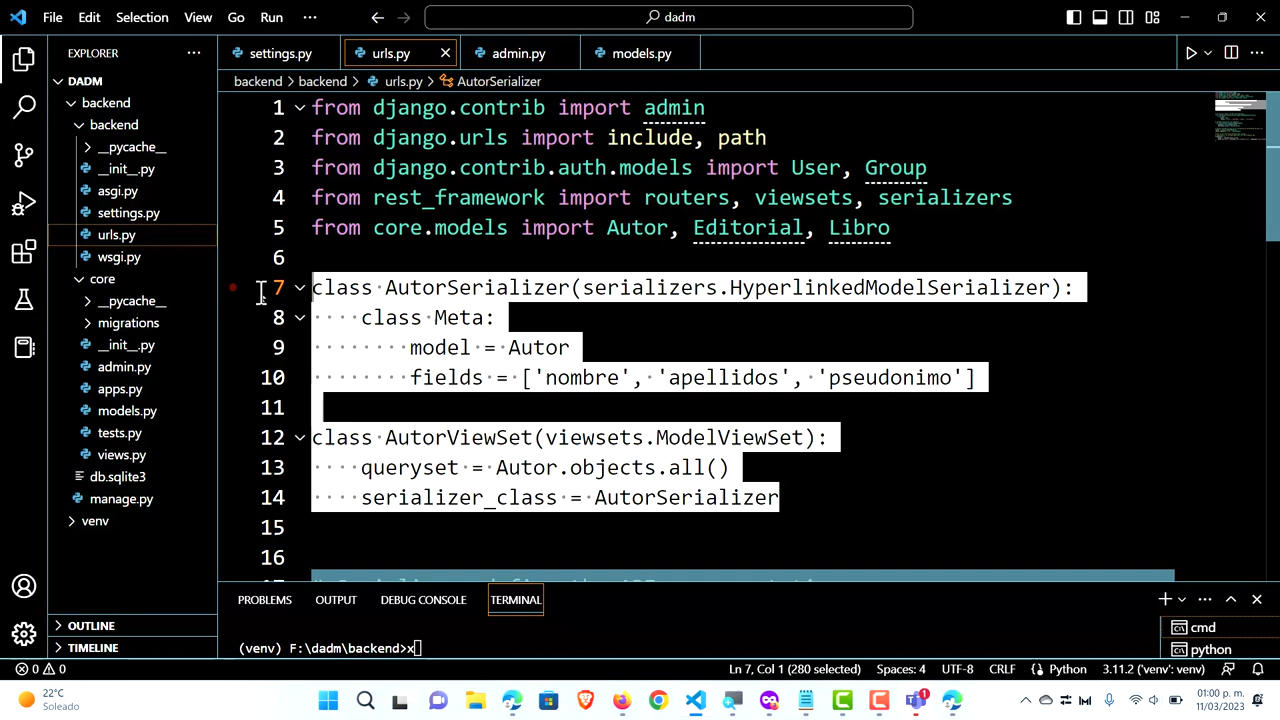 File Edit Selection View Go Run ··· dadm
EXPLORER ···
DADM
backend
backend
__pycache__
__init__.py
asgi.py
settings.py
urls.py
wsgi.py
core
__pycache__
migrations
__init__.py
admin.py
apps.py
models.py
tests.py
views.py
db.sqlite3
manage.py
venv
OUTLINE
TIMELINE
settings.py urls.py admin.py models.py
backend > backend > urls.py > AutorSerializer
1 from django.contrib import admin
2 from django.urls import include, path
3 from django.contrib.auth.models import User, Group
4 from rest_framework import routers, viewsets, serializers
5 from core.models import Autor, Editorial, Libro
6
7 class AutorSerializer(serializers.HyperlinkedModelSerializer):
8 class Meta:
9 model = Autor
10 fields = ['nombre', 'apellidos', 'pseudonimo']
11
12 class AutorViewSet(viewsets.ModelViewSet):
13 queryset = Autor.objects.all()
14 serializer_class = AutorSerializer
15
16
PROBLEMS OUTPUT DEBUG CONSOLE TERMINAL
(venv) F:\dadm\backend>x
cmd
python
0 0 Ln 7, Col 1 (280 selected) Spaces: 4 UTF-8 CRLF Python 3.11.2 ('venv': venv)
22°C
Soleado
1
01:00 p. m.
11/03/2023